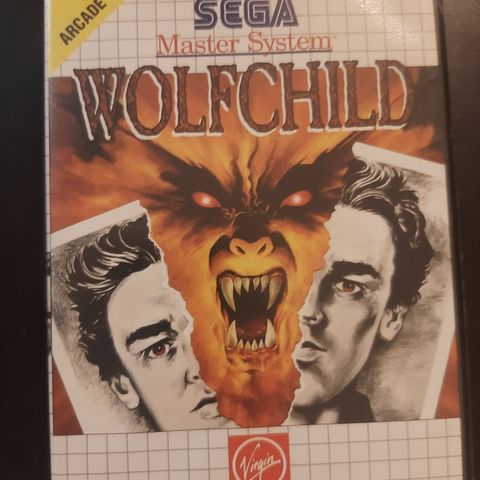 ARCADE
SEGA
Master System
WOLFCHILD
Virgin